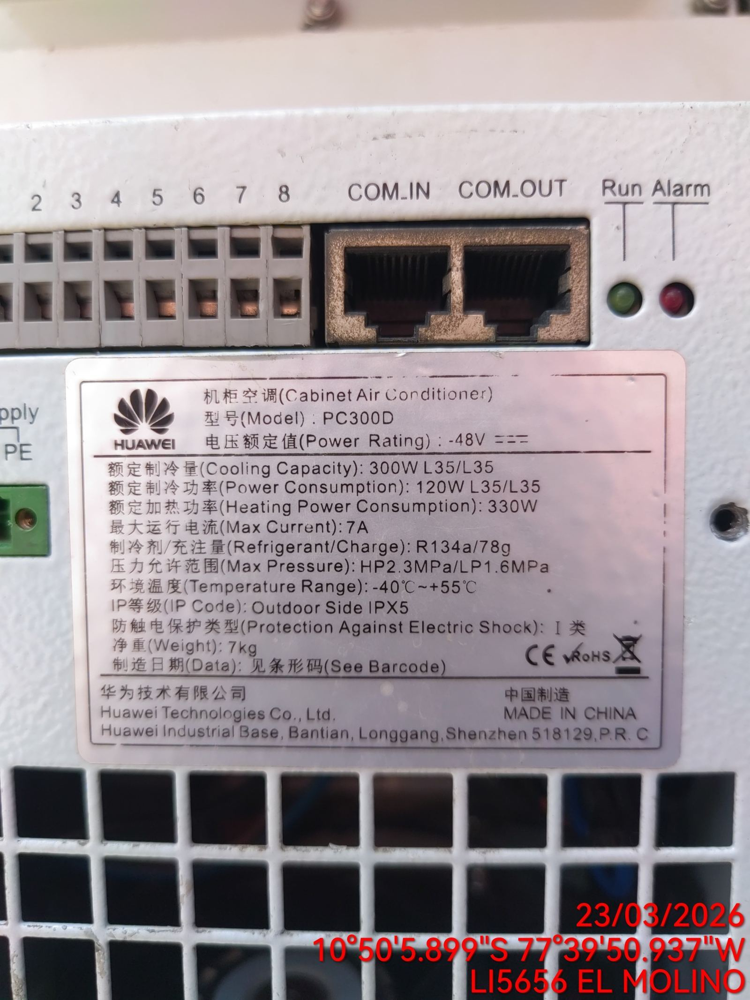 2 3 4 5 6 7 8 COM_IN COM_OUT Run Alarm
pply
PE
HUAWEI
机柜空调(Cabinet Air Conditioner)
型号(Model) : PC300D
电压额定值(Power Rating) : -48V
额定制冷量(Cooling Capacity): 300W L35/L35
额定制冷功率(Power Consumption): 120W L35/L35
额定加热功率(Heating Power Consumption): 330W
最大运行电流(Max Current): 7A
制冷剂/充注量(Refrigerant/Charge): R134a/78g
压力允许范围(Max Pressure): HP2.3MPa/LP1.6MPa
环境温度(Temperature Range): -40℃~+55℃
IP等级(IP Code): Outdoor Side IPX5
防触电保护类型(Protection Against Electric Shock): I 类
净重(Weight): 7kg
制造日期(Data): 见条形码(See Barcode)
CE RoHS
华为技术有限公司
Huawei Technologies Co., Ltd.
中国制造
MADE IN CHINA
Huawei Industrial Base, Bantian, Longgang,Shenzhen 518129,P.R. C
23/03/2026
10°50'5.899"S 77°39'50.937"W
LI5656 EL MOLINO